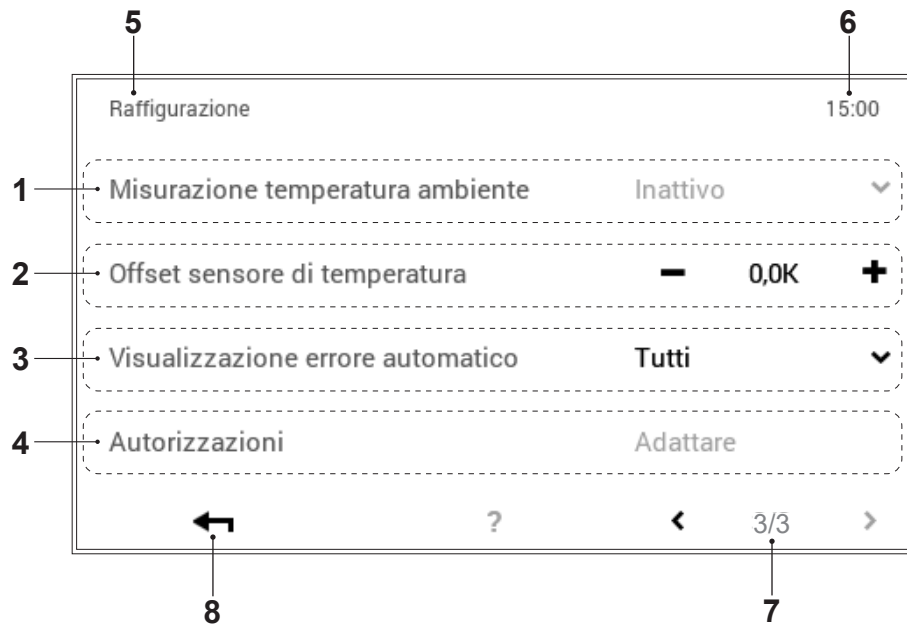 5 6
Raffigurazione 15:00
1 Misurazione temperatura ambiente Inattivo
2 Offset sensore di temperatura − 0,0K +
3 Visualizzazione errore automatico Tutti
4 Autorizzazioni Adattare
? < 3/3 >
8 7